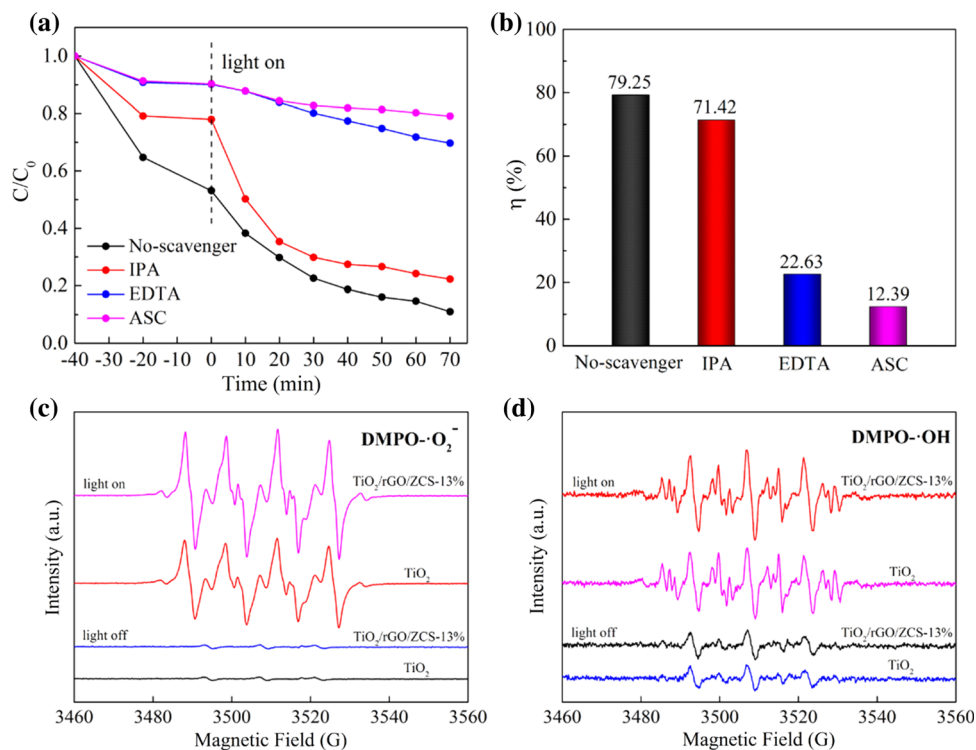 (a)
1.0
0.8
0.6
0.4
0.2
0.0
C/C₀
light on
No-scavenger
IPA
EDTA
ASC
-40 -30 -20 -10 0 10 20 30 40 50 60 70
Time (min)
(b)
100
80
60
40
20
0
η (%)
79.25
71.42
22.63
12.39
No-scavenger IPA EDTA ASC
(c)
DMPO-·O₂⁻
light on
TiO₂/rGO/ZCS-13%
TiO₂
light off
TiO₂/rGO/ZCS-13%
TiO₂
Intensity (a.u.)
3460 3480 3500 3520 3540 3560
Magnetic Field (G)
(d)
DMPO-·OH
light on
TiO₂/rGO/ZCS-13%
TiO₂
light off
TiO₂/rGO/ZCS-13%
TiO₂
Intensity (a.u.)
3460 3480 3500 3520 3540 3560
Magnetic Field (G)